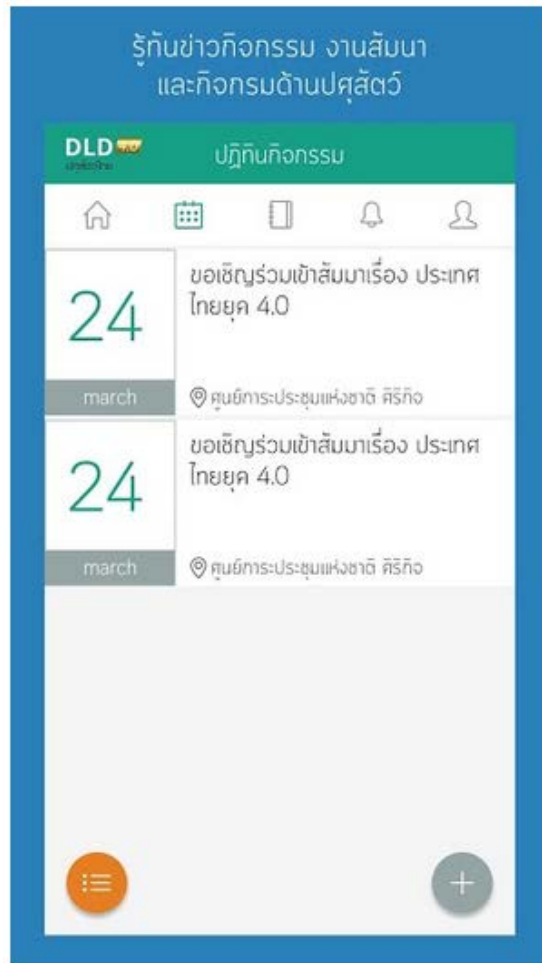 รู้ทันข่าวกิจกรรม งานสัมนา
และกิจกรมด้านปศุสัตว์
DLD
ปฏิทินกิจกรรม
24
march
ขอเชิญร่วมเข้าสัมมาเรื่อง ประเทศ
ไทยยุค 4.0
ศูนย์การประชุมแห่งชาติ ศิริกิจ
24
march
ขอเชิญร่วมเข้าสัมมาเรื่อง ประเทศ
ไทยยุค 4.0
ศูนย์การประชุมแห่งชาติ ศิริกิจ